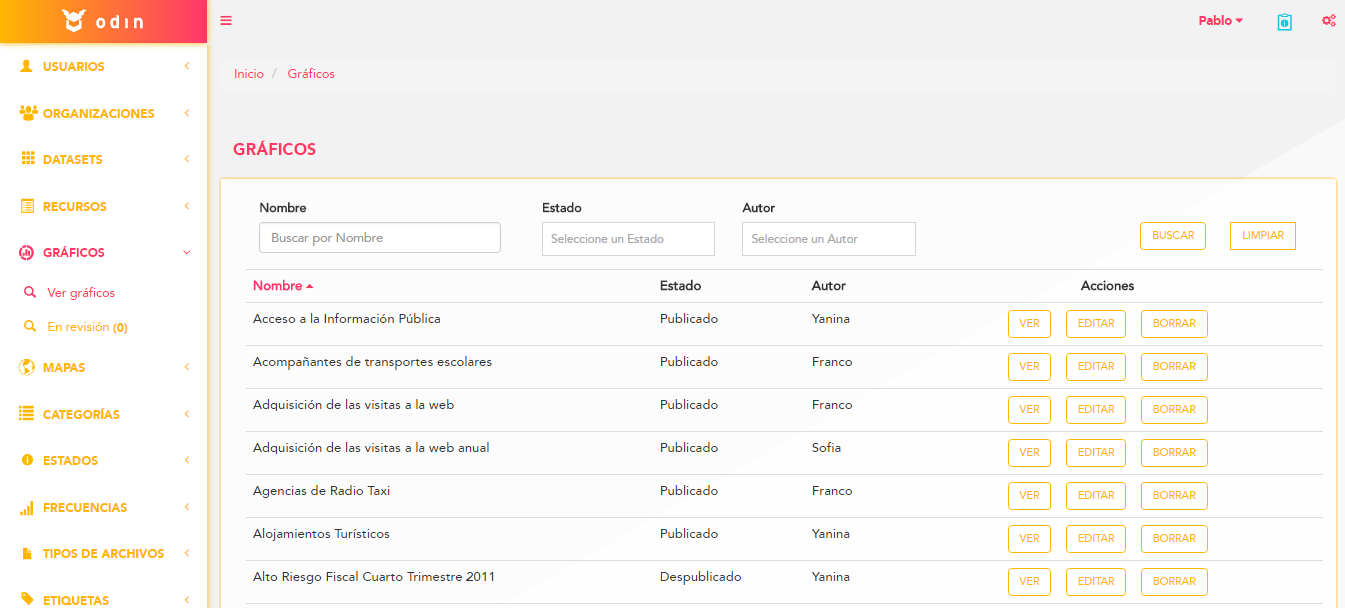 odin
Pablo
USUARIOS
ORGANIZACIONES
DATASETS
RECURSOS
GRÁFICOS
Ver gráficos
En revisión (0)
MAPAS
CATEGORÍAS
ESTADOS
FRECUENCIAS
TIPOS DE ARCHIVOS
ETIQUETAS
Inicio / Gráficos
GRÁFICOS
Nombre Estado Autor
Buscar por Nombre Seleccione un Estado Seleccione un Autor BUSCAR LIMPIAR
Nombre Estado Autor Acciones
Acceso a la Información Pública Publicado Yanina VER EDITAR BORRAR
Acompañantes de transportes escolares Publicado Franco VER EDITAR BORRAR
Adquisición de las visitas a la web Publicado Franco VER EDITAR BORRAR
Adquisición de las visitas a la web anual Publicado Sofia VER EDITAR BORRAR
Agencias de Radio Taxi Publicado Franco VER EDITAR BORRAR
Alojamientos Turísticos Publicado Yanina VER EDITAR BORRAR
Alto Riesgo Fiscal Cuarto Trimestre 2011 Despublicado Yanina VER EDITAR BORRAR